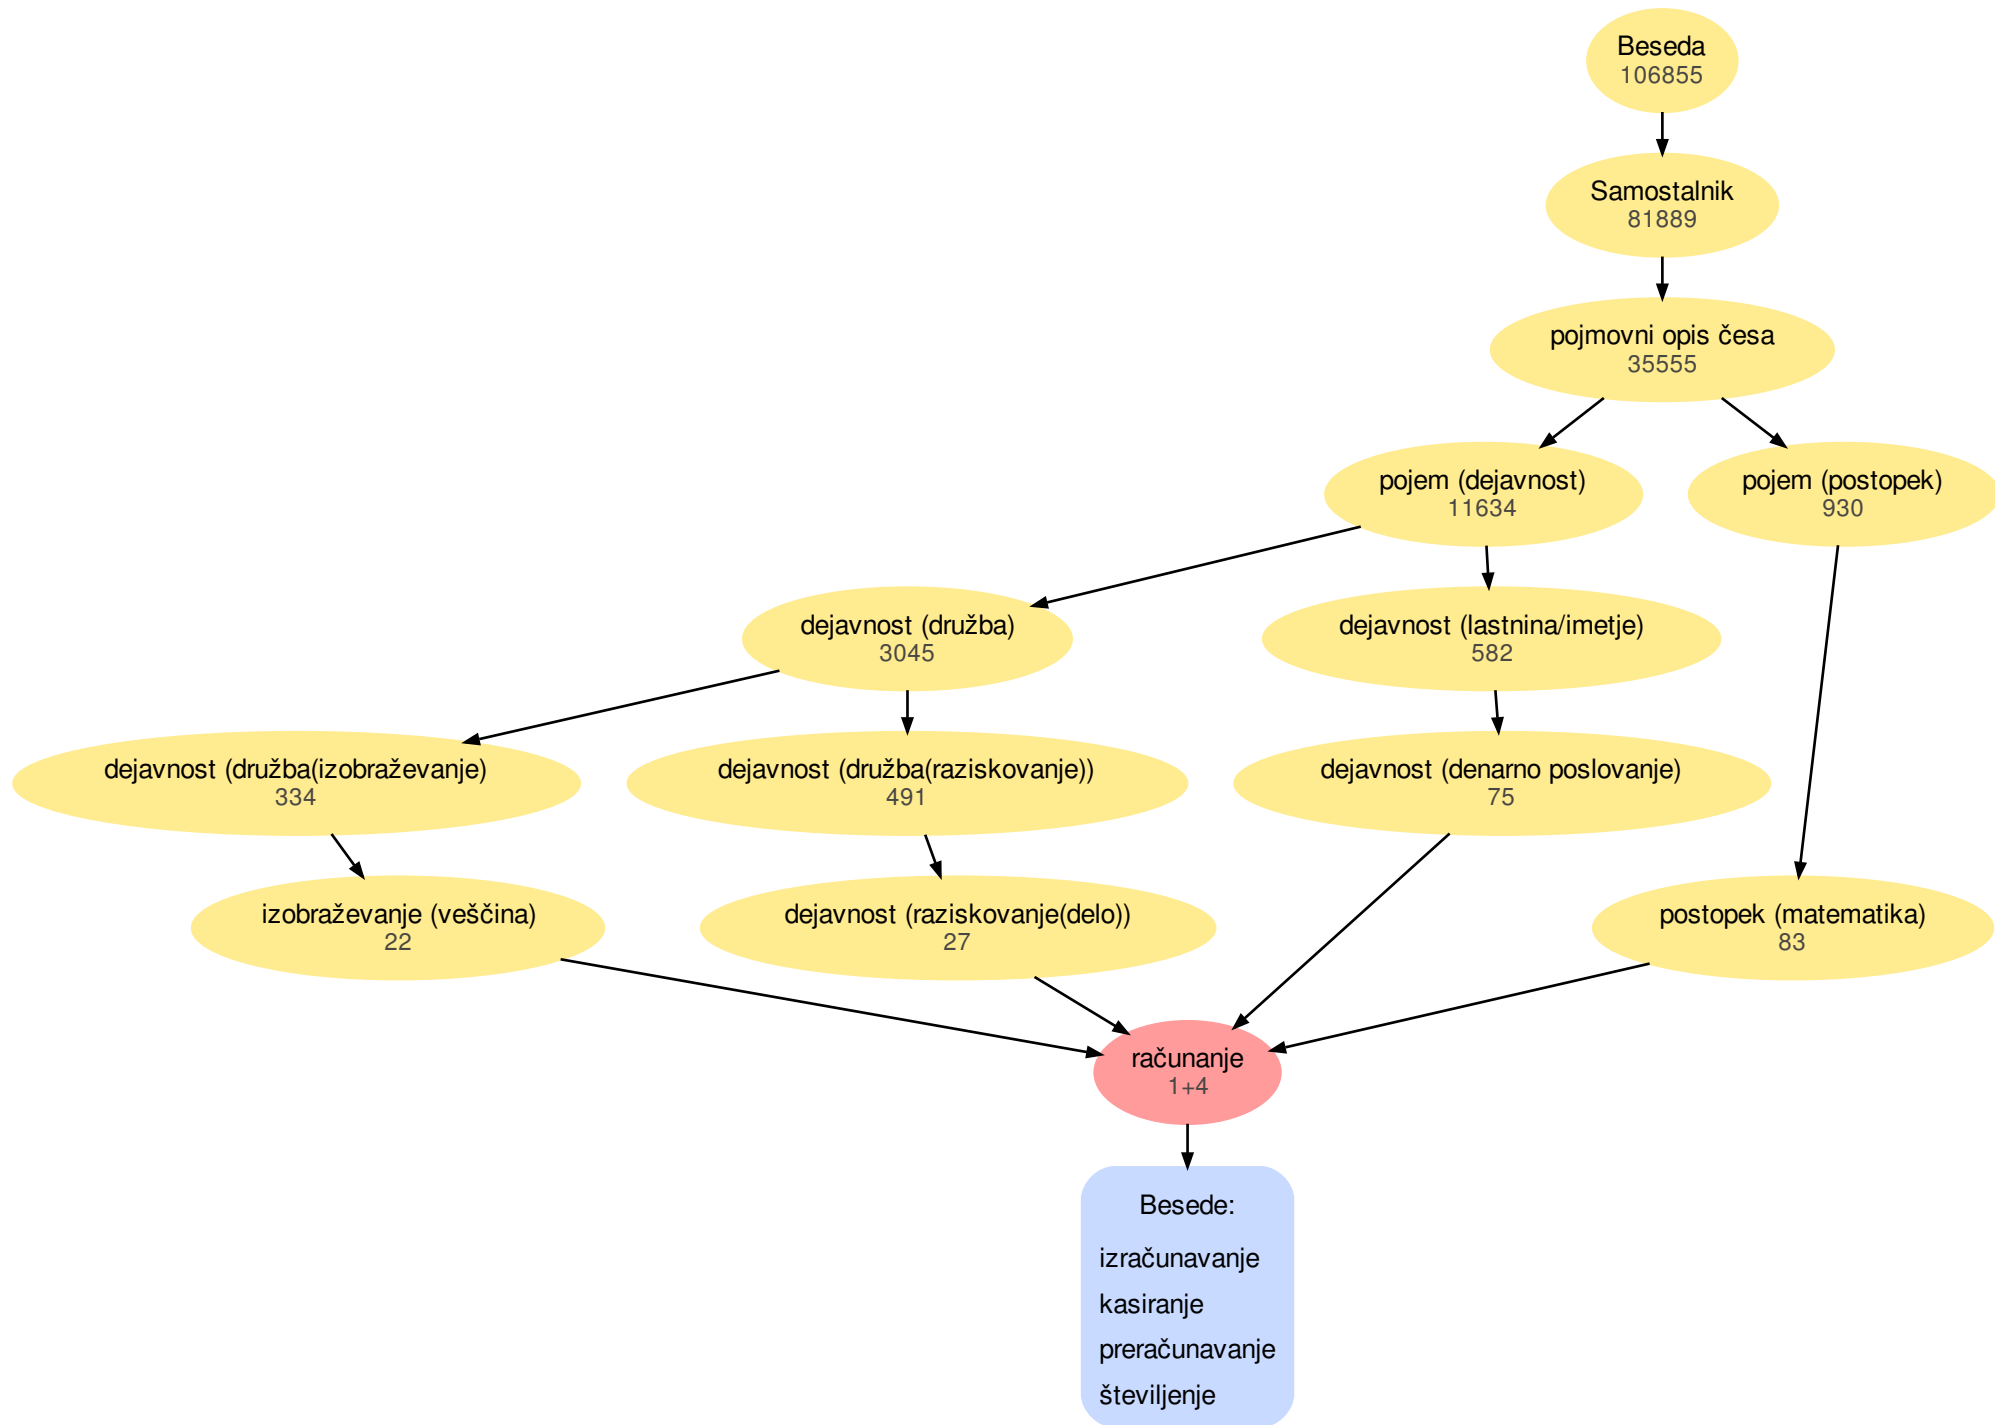 Beseda
106855
Samostalnik
81889
pojmovni opis česa
35555
pojem (dejavnost)
11634
pojem (postopek)
930
dejavnost (družba)
3045
dejavnost (lastnina/imetje)
582
dejavnost (družba(izobraževanje)
334
dejavnost (družba(raziskovanje))
491
dejavnost (denarno poslovanje)
75
izobraževanje (veščina)
22
dejavnost (raziskovanje(delo))
27
postopek (matematika)
83
računanje
1+4
Besede:
izračunavanje
kasiranje
preračunavanje
številjenje